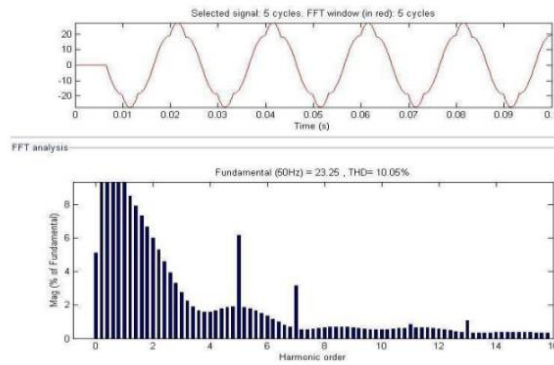 Selected signal: 5 cycles. FFT window (in red): 5 cycles
20
10
0
-10
-20
0 0.01 0.02 0.03 0.04 0.05 0.06 0.07 0.08 0.09 0.
Time (s)
FFT analysis
Fundamental (50Hz) = 23.25 , THD= 10.05%
Mag (% of Fundamental)
8
6
4
2
0
0 2 4 6 8 10 12 14 16
Harmonic order